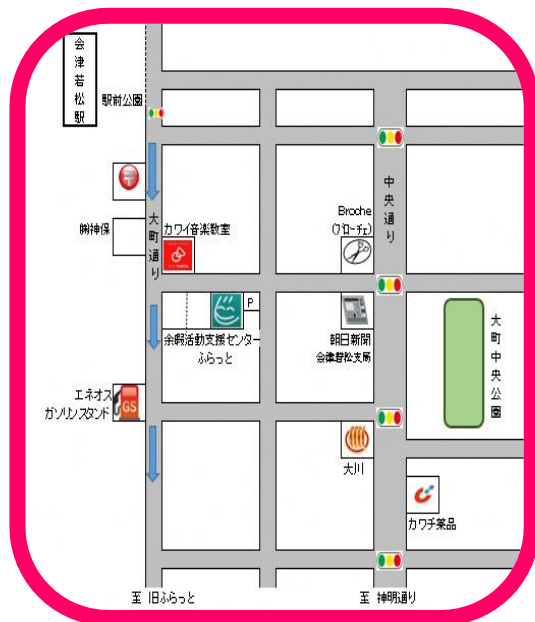 会津若松駅
駅前公園
㈱神保
大町通り
カワイ音楽教室
Broche
(ブローチェ)
中央通り
P
余暇活動支援センター
ふらっと
朝日新聞
会津若松支局
大町中央公園
エネオス
ガソリンスタンド
GS
大川
カワチ薬品
至 旧ふらっと
至 神明通り